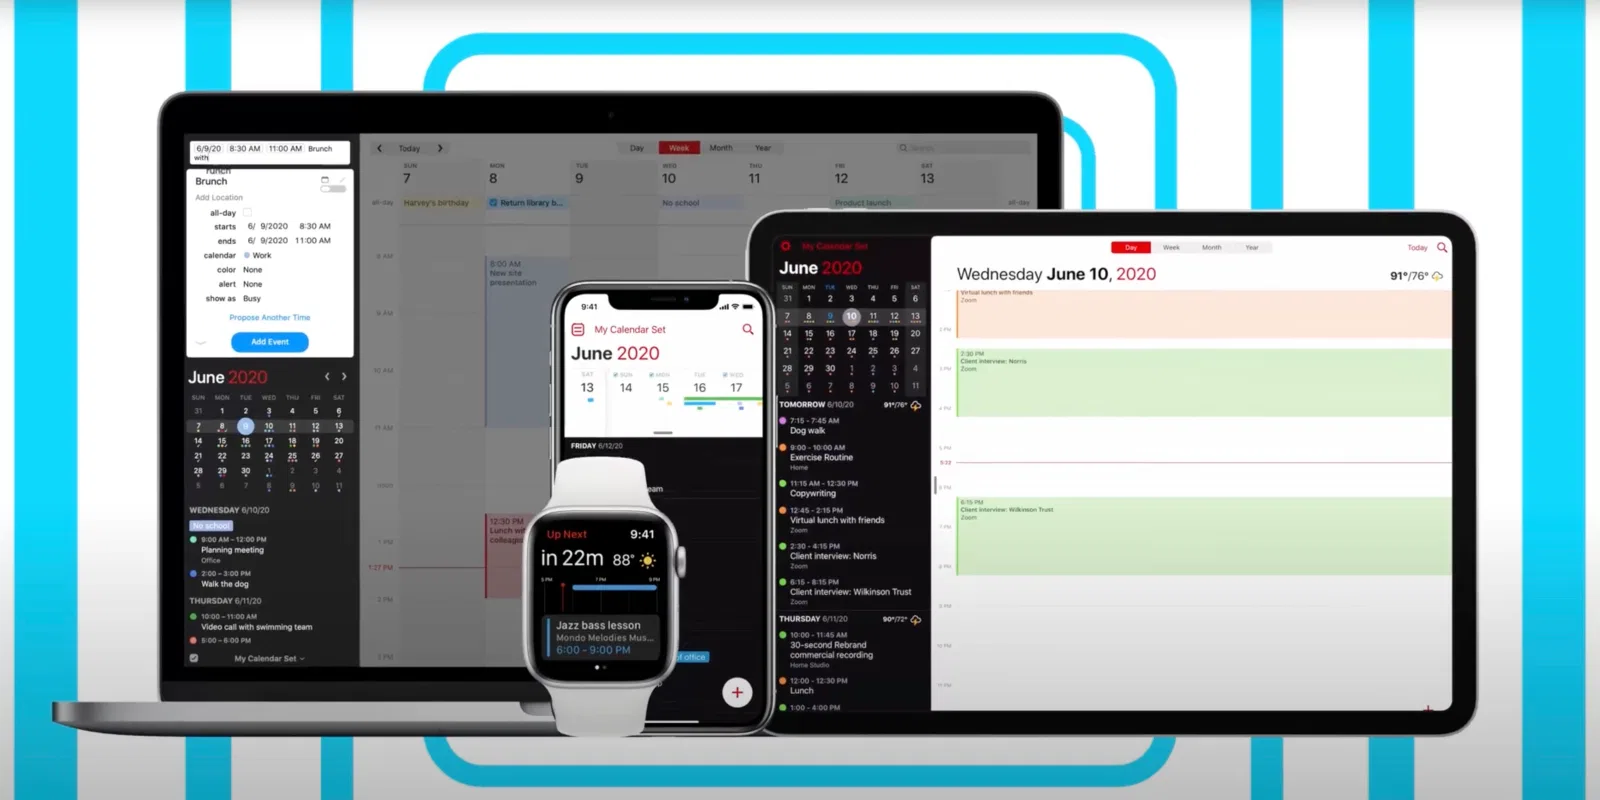 6/9/20 8:30 AM 11:00 AM Brunch
with
Brunch
Add Location
all-day
starts 6/ 9/2020 8:30 AM
ends 6/ 9/2020 11:00 AM
calendar Work
color None
alert None
show as Busy
Propose Another Time
Add Event
June 2020
SUN MON TUE WED THU FRI SAT
31 1 2 3 4 5 6
7 8 9 10 11 12 13
14 15 16 17 18 19 20
21 22 23 24 25 26 27
28 29 30 1 2 3 4
5 6 7 8 9 10 11
WEDNESDAY 6/10/20
No school
9:00 AM – 12:00 PM
Planning meeting
Office
2:00 – 3:00 PM
Walk the dog
THURSDAY 6/11/20
10:00 – 11:00 AM
Video call with swimming team
5:00 – 6:00 PM
My Calendar Set
Today
Day Week Month Year
SUN MON TUE WED THU FRI SAT
7 8 9 10 11 12 13
all-day Harvey's birthday Return library b... No school Product launch all-day
8 AM
8:00 AM
New site
presentation
10 AM
11 AM
12:30 PM
Lunch
1 PM
1:27 PM
2 PM
3 PM
9:41
My Calendar Set
June 2020
SAT SUN MON TUE WED
13 14 15 16 17
FRIDAY 6/12/20
office
+
Up Next 9:41
in 22m 88°
5 PM 7 PM 9 PM
Jazz bass lesson
Mondo Melodies Mus...
6:00 - 9:00 PM
My Calendar Set
June 2020
SUN MON TUE WED THU FRI SAT
31 1 2 3 4 5 6
7 8 9 10 11 12 13
14 15 16 17 18 19 20
21 22 23 24 25 26 27
28 29 30 1 2 3 4
5 6 7 8 9 10 11
TOMORROW 6/10/20 91°/76°
7:15 - 7:45 AM
Dog walk
9:00 - 10:00 AM
Exercise Routine
Home
11:15 AM - 12:30 PM
Copywriting
12:45 - 2:15 PM
Virtual lunch with friends
Zoom
2:30 - 4:15 PM
Client interview: Norris
Zoom
6:15 - 8:15 PM
Client interview: Wilkinson Trust
Zoom
THURSDAY 6/11/20 90°/72°
10:00 - 11:45 AM
30-second Rebrand
commercial recording
Home Studio
12:00 - 12:30 PM
Lunch
1:00 - 4:00 PM
Day Week Month Year
Today
Wednesday June 10, 2020
91°/76°
Virtual lunch with friends
Zoom
2 PM
2:30 PM
Client interview: Norris
Zoom
3 PM
4 PM
5 PM
6 PM
6:15 PM
Client interview: Wilkinson Trust
Zoom
7 PM
8 PM
9 PM
10 PM
11 PM